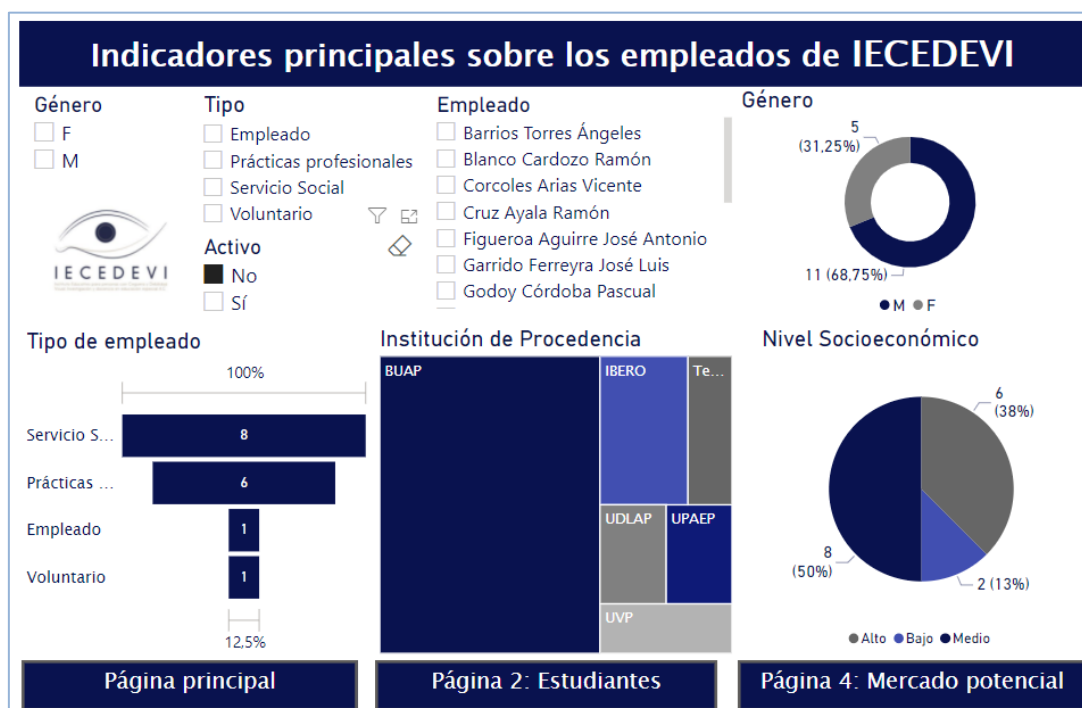 Indicadores principales sobre los empleados de IECEDEVI
Género
F
M
Tipo
Empleado
Prácticas profesionales
Servicio Social
Voluntario
Activo
No
Sí
Empleado
Barrios Torres Ángeles
Blanco Cardozo Ramón
Corcoles Arias Vicente
Cruz Ayala Ramón
Figueroa Aguirre José Antonio
Garrido Ferreyra José Luis
Godoy Córdoba Pascual
IECEDEVI
Género
5
(31,25%)
11 (68,75%)
M F
Tipo de empleado
100%
Servicio S... 8
Prácticas ... 6
Empleado 1
Voluntario 1
12,5%
Institución de Procedencia
BUAP
IBERO
Te...
UDLAP
UPAEP
UVP
Nivel Socioeconómico
6
(38%)
8
(50%)
2 (13%)
Alto Bajo Medio
Página principal
Página 2: Estudiantes
Página 4: Mercado potencial